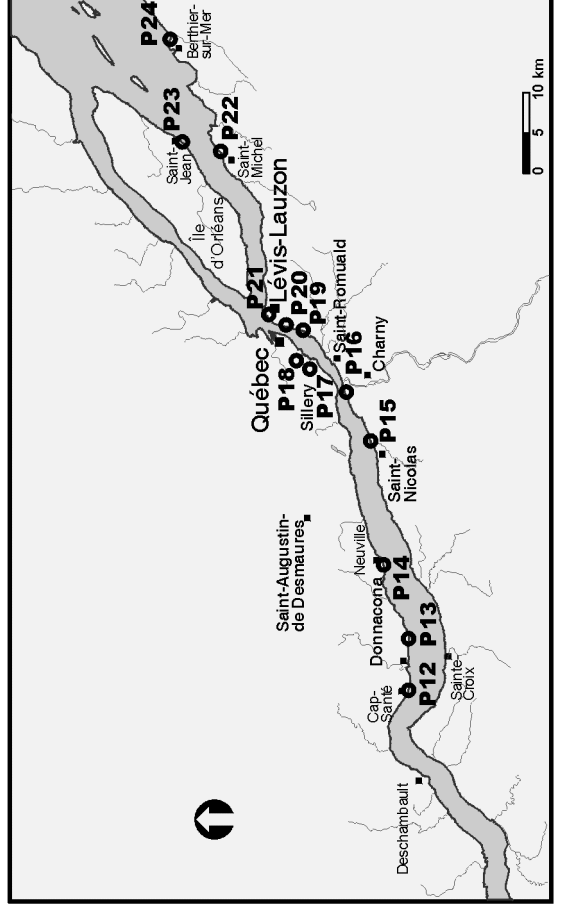 P24
Berthier-
sur-Mer
P23
Saint-
Jean
P22
Saint-
Michel
Île
d'Orléans
P21
Lévis-Lauzon
P20
P19
Québec
P18
Sillery
P17
Saint-Romuald
P16
Charny
P15
Saint-
Nicolas
Saint-Augustin-
de Desmaures
Neuville
P14
Donnacona
P13
Cap-
Santé
P12
Sainte-
Croix
Deschambault
0 5 10 km